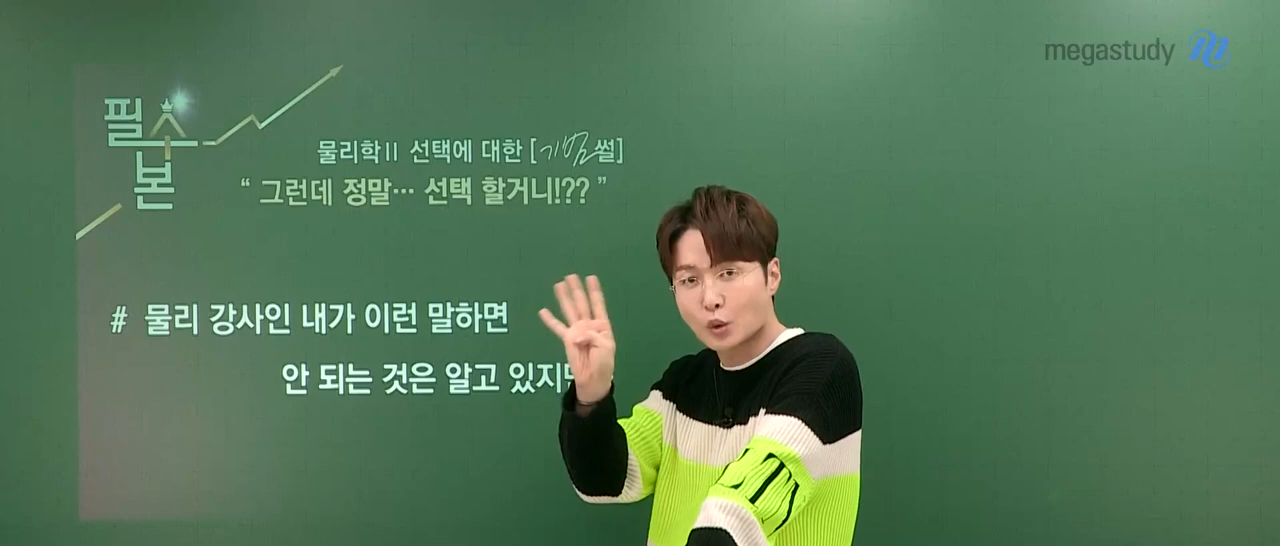 megastudy
필수본
물리학Ⅱ 선택에 대한 [기범썰]
“ 그런데 정말… 선택 할거니!?? ”
# 물리 강사인 내가 이런 말하면
안 되는 것은 알고 있지